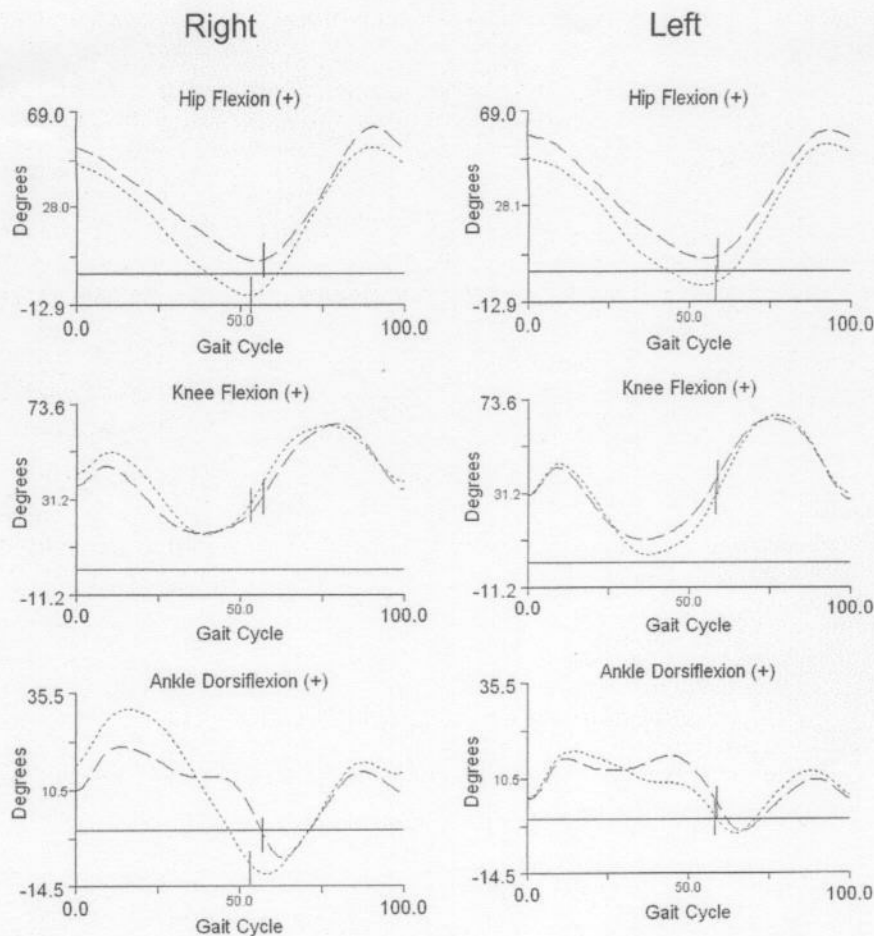 Right
Left
Hip Flexion (+)
69.0
28.0
-12.9
Degrees
0.0
50.0
100.0
Gait Cycle
Hip Flexion (+)
69.0
28.1
-12.9
Degrees
0.0
50.0
100.0
Gait Cycle
Knee Flexion (+)
73.6
31.2
-11.2
Degrees
0.0
50.0
100.0
Gait Cycle
Knee Flexion (+)
73.6
31.2
-11.2
Degrees
0.0
50.0
100.0
Gait Cycle
Ankle Dorsiflexion (+)
35.5
10.5
-14.5
Degrees
0.0
50.0
100.0
Gait Cycle
Ankle Dorsiflexion (+)
35.5
10.5
-14.5
Degrees
0.0
50.0
100.0
Gait Cycle